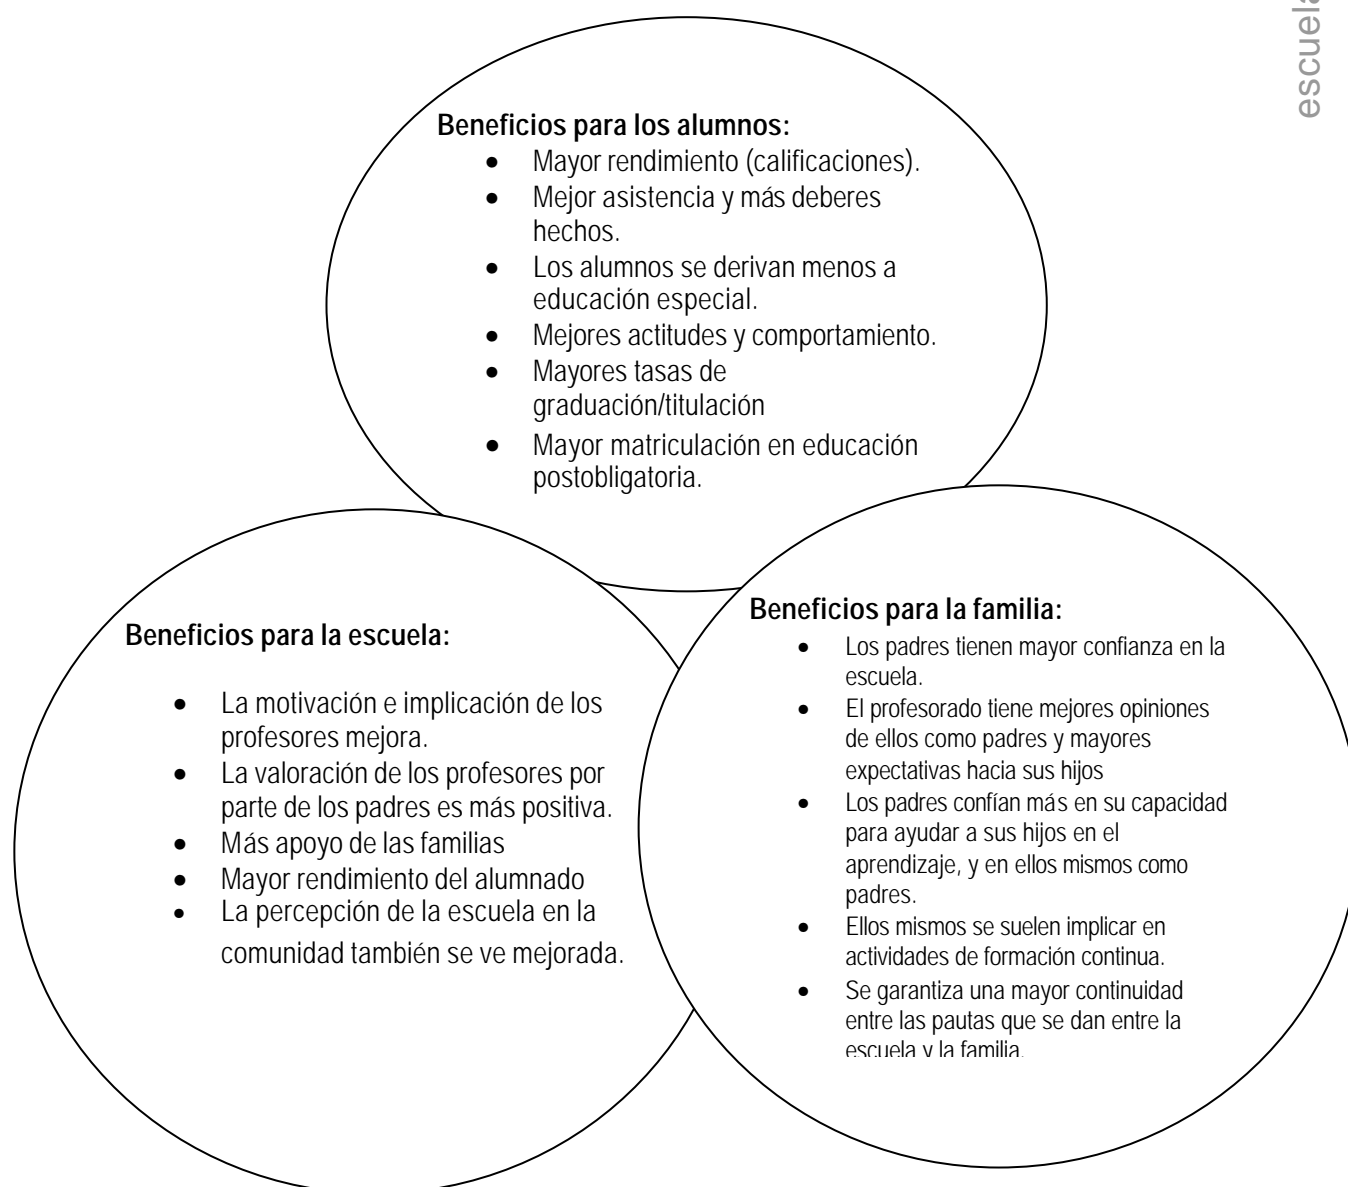 escuela
Beneficios para los alumnos:
• Mayor rendimiento (calificaciones).
• Mejor asistencia y más deberes
hechos.
• Los alumnos se derivan menos a
educación especial.
• Mejores actitudes y comportamiento.
• Mayores tasas de
graduación/titulación
• Mayor matriculación en educación
postobligatoria.
Beneficios para la escuela:
• La motivación e implicación de los
profesores mejora.
• La valoración de los profesores por
parte de los padres es más positiva.
• Más apoyo de las familias
• Mayor rendimiento del alumnado
• La percepción de la escuela en la
comunidad también se ve mejorada.
Beneficios para la familia:
• Los padres tienen mayor confianza en la
escuela.
• El profesorado tiene mejores opiniones
de ellos como padres y mayores
expectativas hacia sus hijos
• Los padres confían más en su capacidad
para ayudar a sus hijos en el
aprendizaje, y en ellos mismos como
padres.
• Ellos mismos se suelen implicar en
actividades de formación continua.
• Se garantiza una mayor continuidad
entre las pautas que se dan entre la
escuela y la familia.